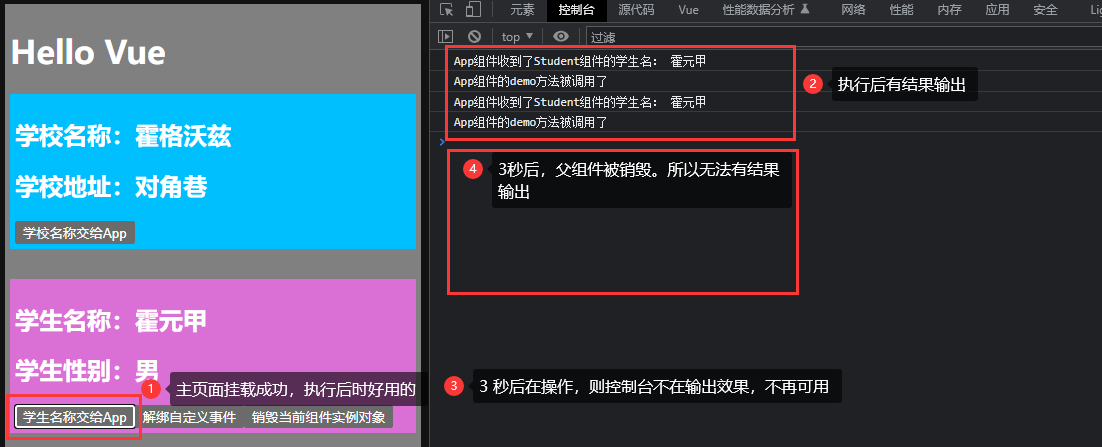 Hello Vue
学校名称：霍格沃兹
学校地址：对角巷
学校名称交给App
学生名称：霍元甲
学生性别：男
1 主页面挂载成功，执行后时好用的
学生名称交给App 解绑自定义事件 销毁当前组件实例对象
元素 控制台 源代码 Vue 性能数据分析 网络 性能 内存 应用 安全 Lig
top 过滤
App组件收到了Student组件的学生名： 霍元甲
App组件的demo方法被调用了
App组件收到了Student组件的学生名： 霍元甲
App组件的demo方法被调用了
2 执行后有结果输出
4 3秒后，父组件被销毁。所以无法有结果
输出
3 3 秒后在操作，则控制台不在输出效果，不再可用